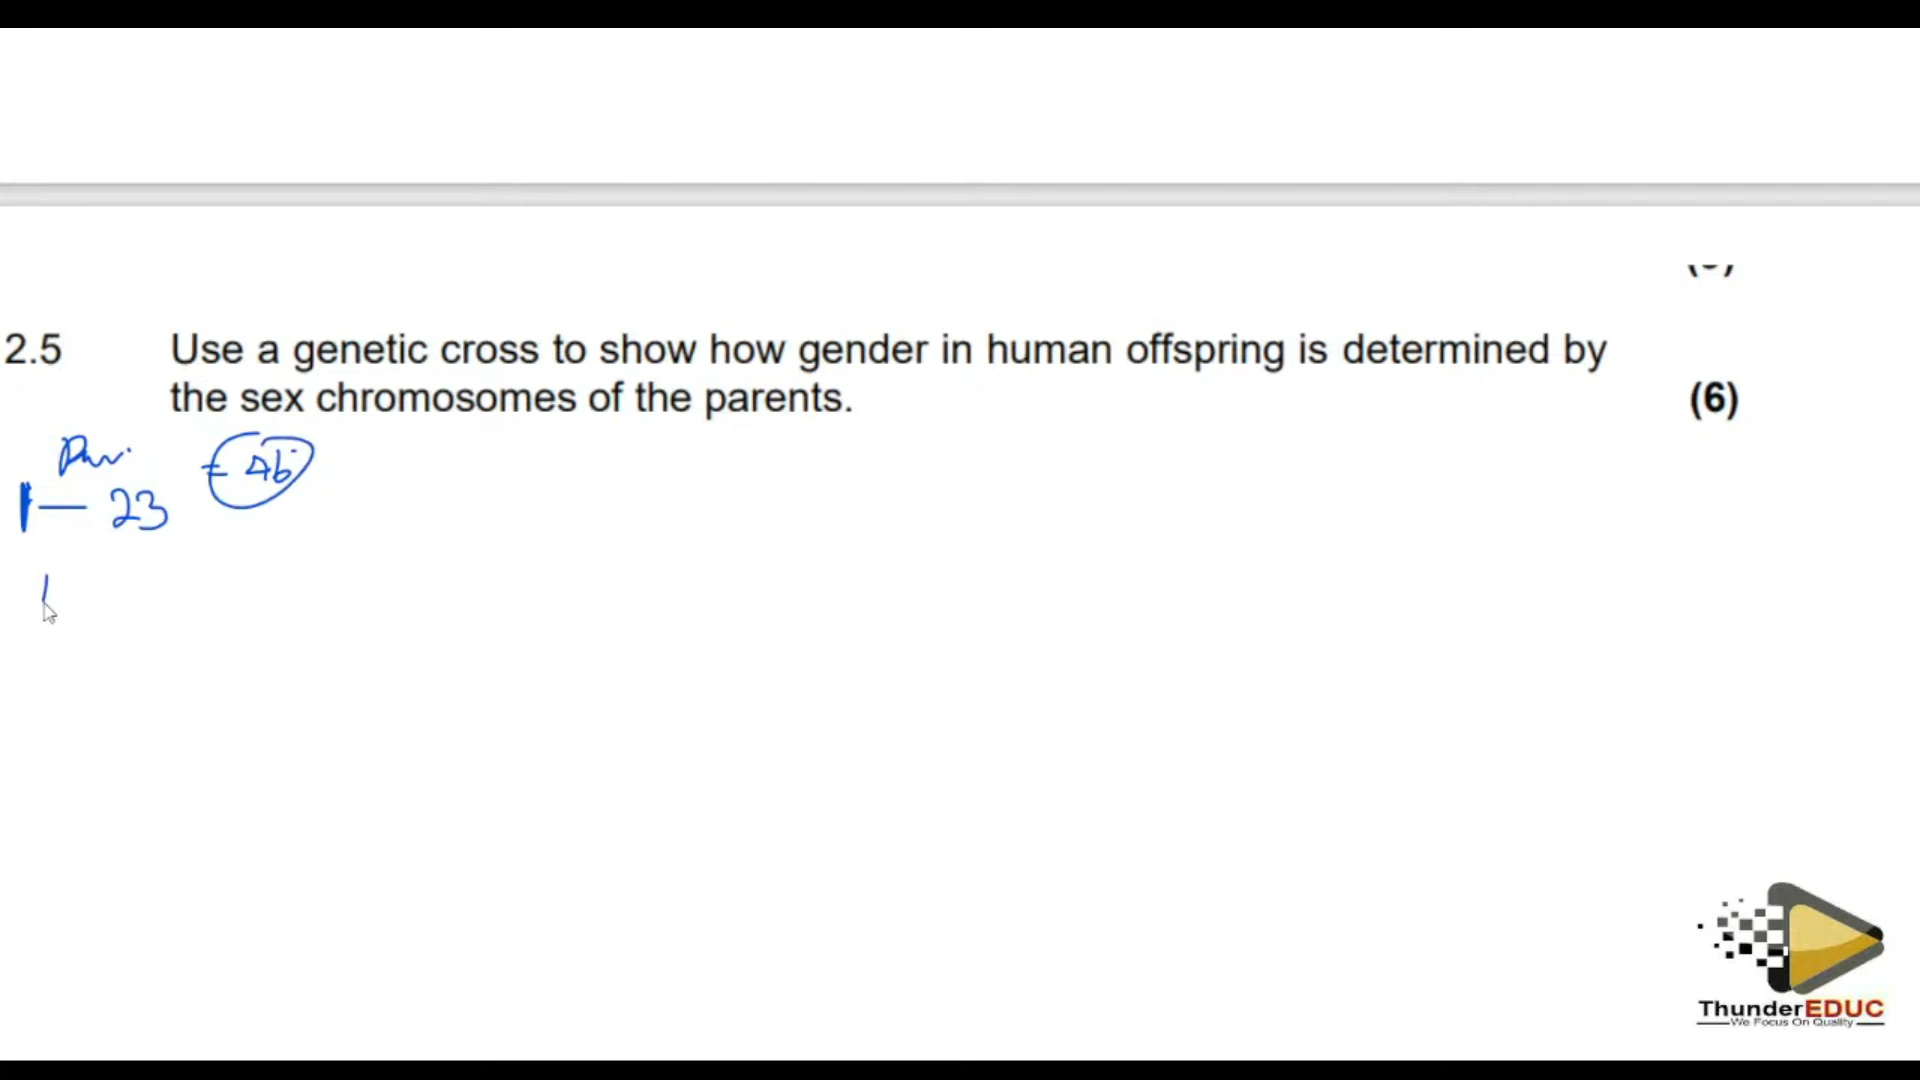 2.5 Use a genetic cross to show how gender in human offspring is determined by
the sex chromosomes of the parents. (6)
= 46
1 — 23
ThunderEDUC
We Focus On Quality